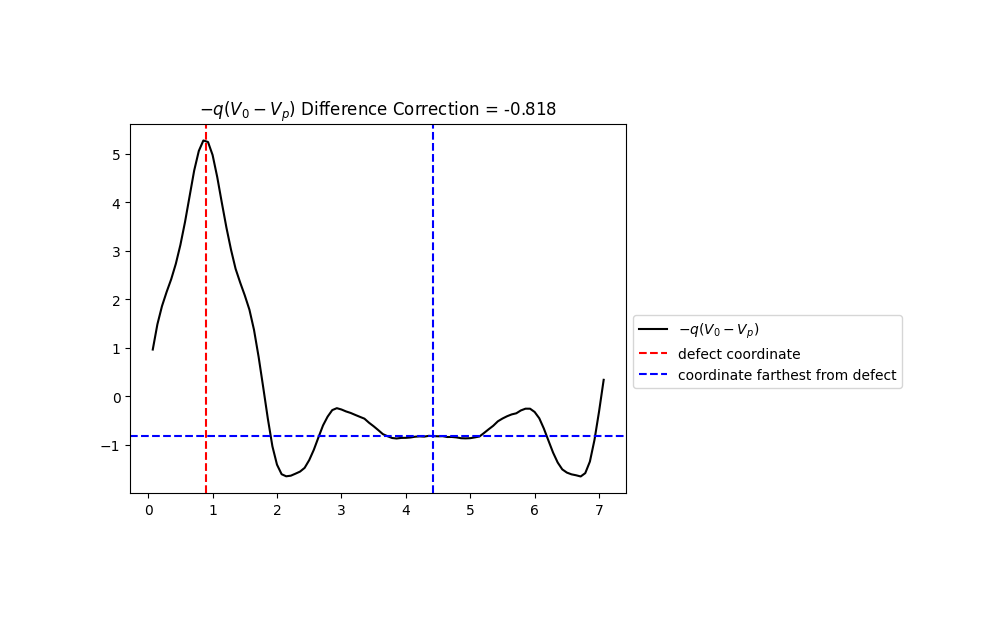 −q(V₀ − Vₚ) Difference Correction = -0.818
5
4
3
2
1
0
−1
0 1 2 3 4 5 6 7
−q(V₀ − Vₚ)
defect coordinate
coordinate farthest from defect